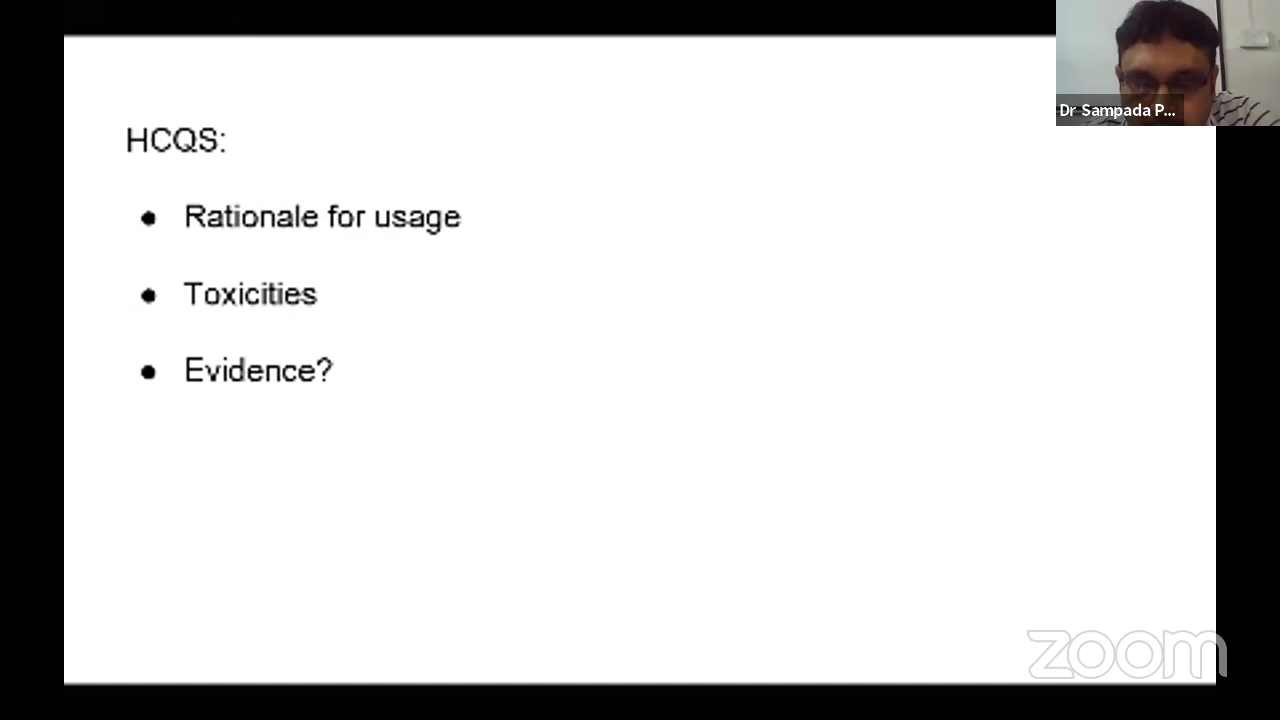 Dr Sampada P...
HCQS:
● Rationale for usage
● Toxicities
● Evidence?
zoom